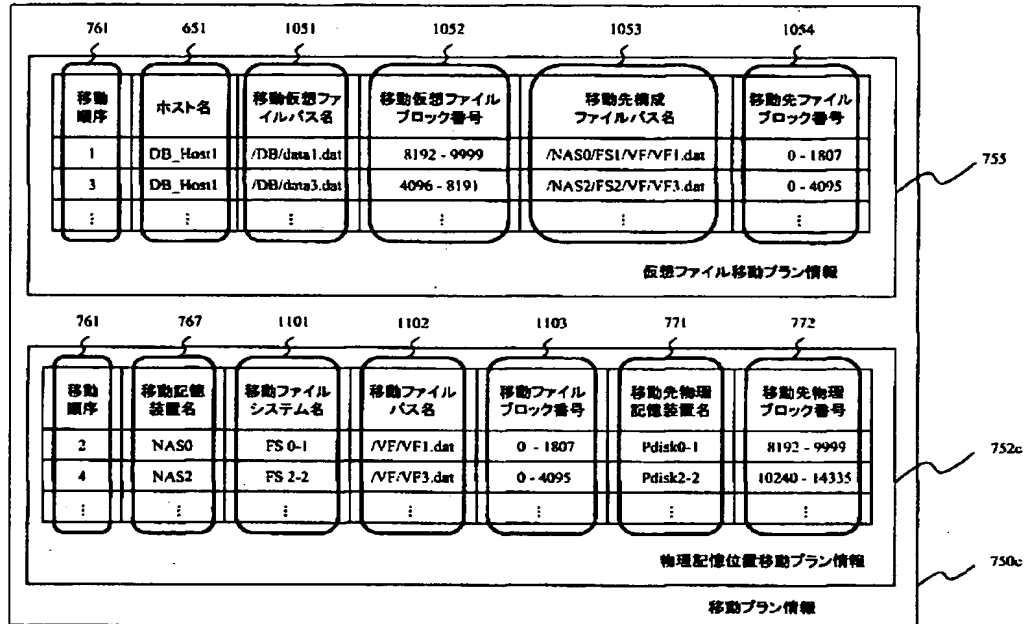 761 651 1051 1052 1053 1054
移動順序 ホスト名 移動仮想ファイルパス名 移動仮想ファイルブロック番号 移動先構成ファイルパス名 移動先ファイルブロック番号
1 DB_Host1 /DB/data1.dat 8192 - 9999 /NAS0/FS1/VF/VF1.dat 0 - 1807
3 DB_Host1 /DB/data3.dat 4096 - 8191 /NAS2/FS2/VF/VF3.dat 0 - 4095
⋮ ⋮ ⋮ ⋮ ⋮ ⋮
755
仮想ファイル移動プラン情報
761 767 1101 1102 1103 771 772
移動順序 移動記憶装置名 移動ファイルシステム名 移動ファイルパス名 移動ファイルブロック番号 移動先物理記憶装置名 移動先物理ブロック番号
2 NAS0 FS 0-1 /VF/VF1.dat 0 - 1807 Pdisk0-1 8192 - 9999
4 NAS2 FS 2-2 /VF/VF3.dat 0 - 4095 Pdisk2-2 10240 - 14335
⋮ ⋮ ⋮ ⋮ ⋮ ⋮ ⋮
752c
物理記憶位置移動プラン情報
750c
移動プラン情報